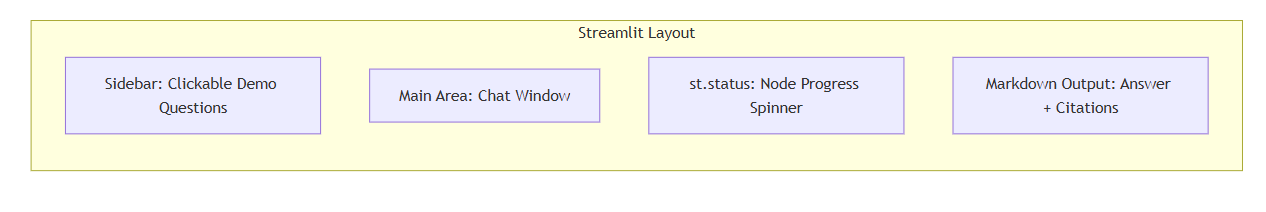 Streamlit Layout
Sidebar: Clickable Demo
Questions
Main Area: Chat Window
st.status: Node Progress
Spinner
Markdown Output: Answer
+ Citations